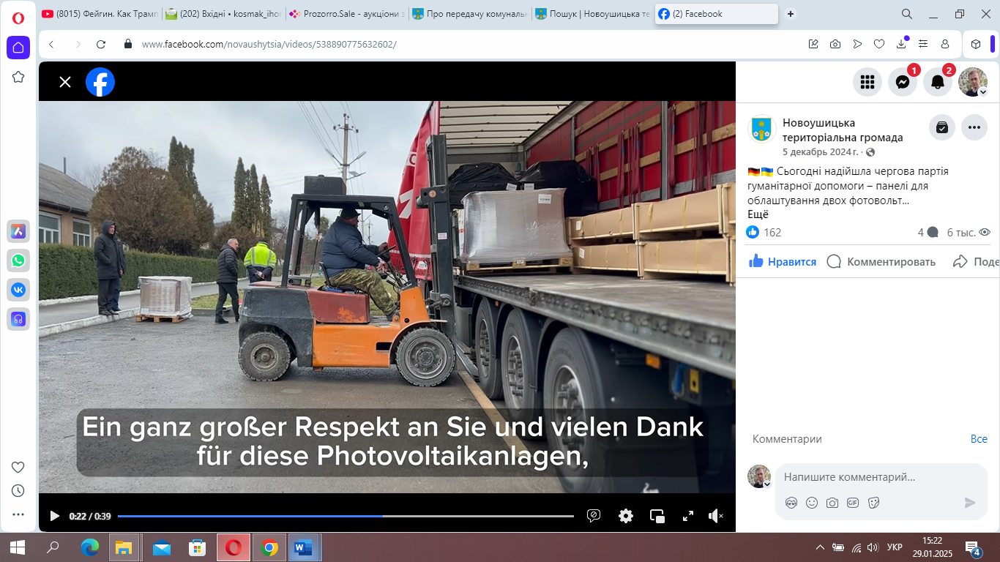 (8015) Фейгин. Как Трамп
(202) Вхідні • kosmak_iho
Prozorro.Sale - аукціони з
Про передачу комунальн
Пошук | Новоушицька те
(2) Facebook
www.facebook.com/novaushytsia/videos/538890775632602/
1
2
Новоушицька
територіальна громада
5 декабрь 2024 г. ·
🇩🇪🇺🇦 Сьогодні надійшла чергова партія
гуманітарної допомоги – панелі для
облаштування двох фотовольт...
Ещё
162
4
6 тыс.
Нравится
Комментировать
Поде
Ein ganz großer Respekt an Sie und vielen Dank
für diese Photovoltaikanlagen,
Комментарии
Все
Напишите комментарий...
GIF
0:22 / 0:39
УКР
15:22
29.01.2025
4